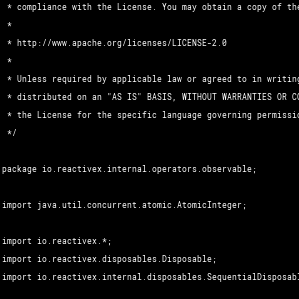 * compliance with the License. You may obtain a copy of the
*
* http://www.apache.org/licenses/LICENSE-2.0
*
* Unless required by applicable law or agreed to in writing
* distributed on an "AS IS" BASIS, WITHOUT WARRANTIES OR CO
* the License for the specific language governing permissio
*/
package io.reactivex.internal.operators.observable;
import java.util.concurrent.atomic.AtomicInteger;
import io.reactivex.*;
import io.reactivex.disposables.Disposable;
import io.reactivex.internal.disposables.SequentialDisposabl